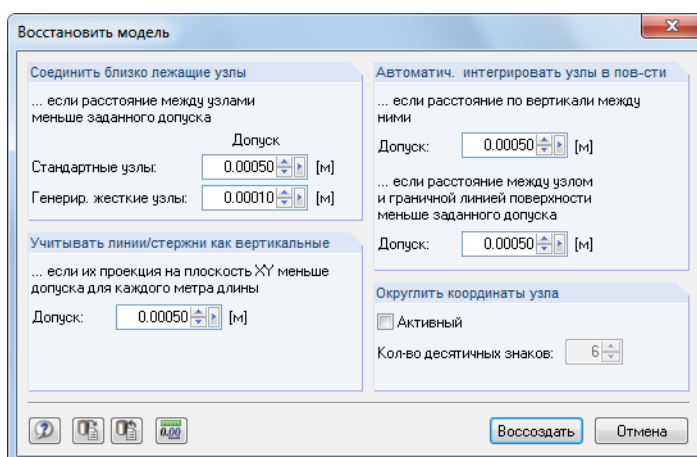 Восстановить модель
Соединить близко лежащие узлы
... если расстояние между узлами
меньше заданного допуска
Допуск
Стандартные узлы: 0.00050 [м]
Генерир. жесткие узлы: 0.00010 [м]
Учитывать линии/стержни как вертикальные
... если их проекция на плоскость XY меньше
допуска для каждого метра длины
Допуск: 0.00050 [м]
Автоматич. интегрировать узлы в пов-сти
... если расстояние по вертикали между
ними
Допуск: 0.00050 [м]
... если расстояние между узлом
и граничной линией поверхности
меньше заданного допуска
Допуск: 0.00050 [м]
Округлить координаты узла
Активный
Кол-во десятичных знаков: 6
0.00
Воссоздать
Отмена